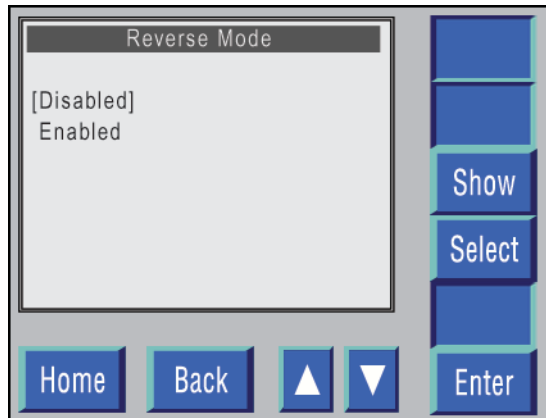 Reverse Mode
[Disabled]
Enabled
Show
Select
Home
Back
Enter